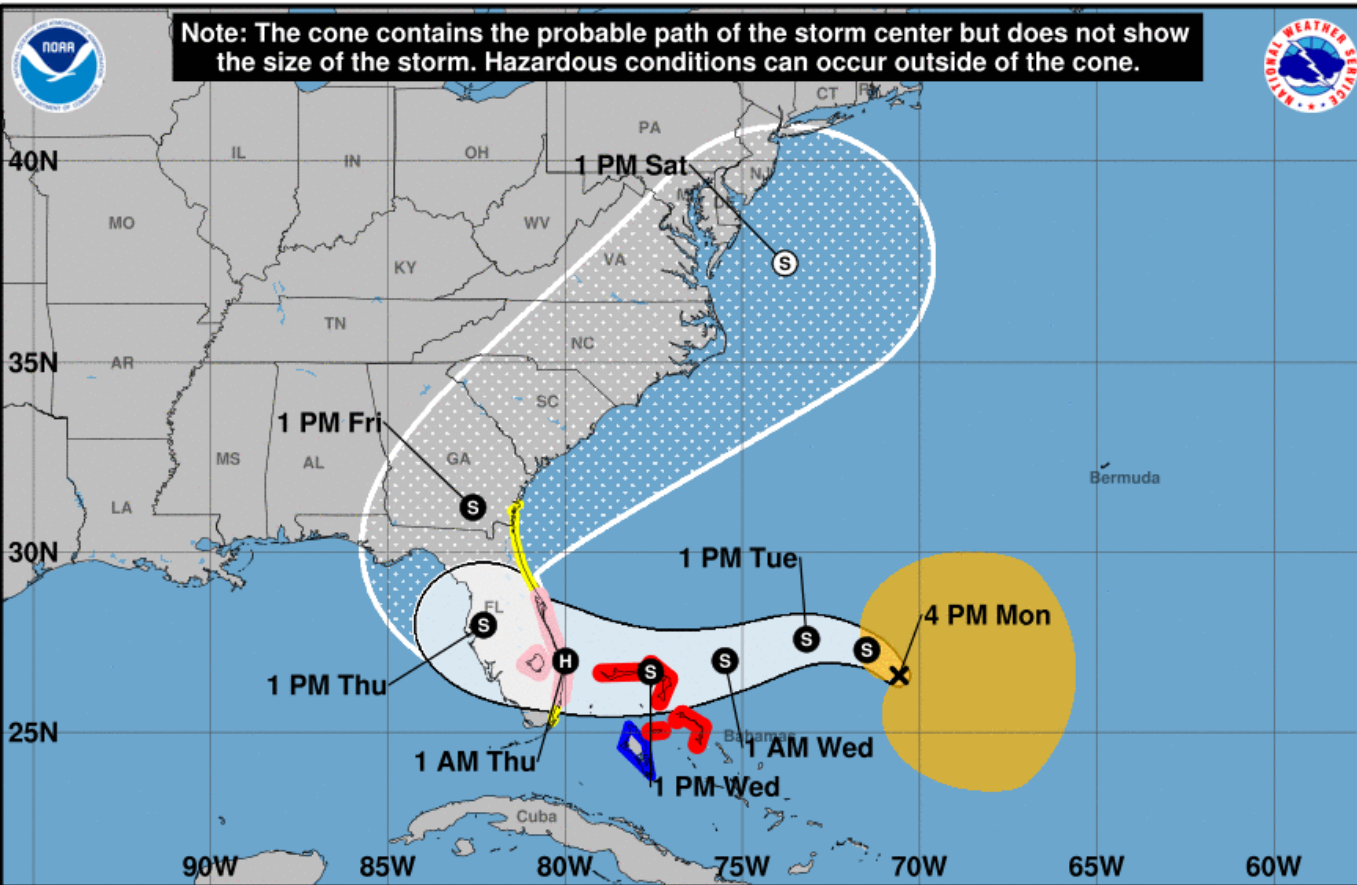 Note: The cone contains the probable path of the storm center but does not show
the size of the storm. Hazardous conditions can occur outside of the cone.
NOAA
NATIONAL WEATHER SERVICE
CT
PA
40N
IL
IN
OH
1 PM Sat
NJ
MO
WV
S
KY
VA
TN
NC
35N
AR
SC
1 PM Fri
MS
AL
GA
Bermuda
LA
S
30N
1 PM Tue
FL
4 PM Mon
S
S
S
H
S
S
1 PM Thu
25N
Bahamas
1 AM Wed
1 AM Thu
1 PM Wed
Cuba
90W
85W
80W
75W
70W
65W
60W